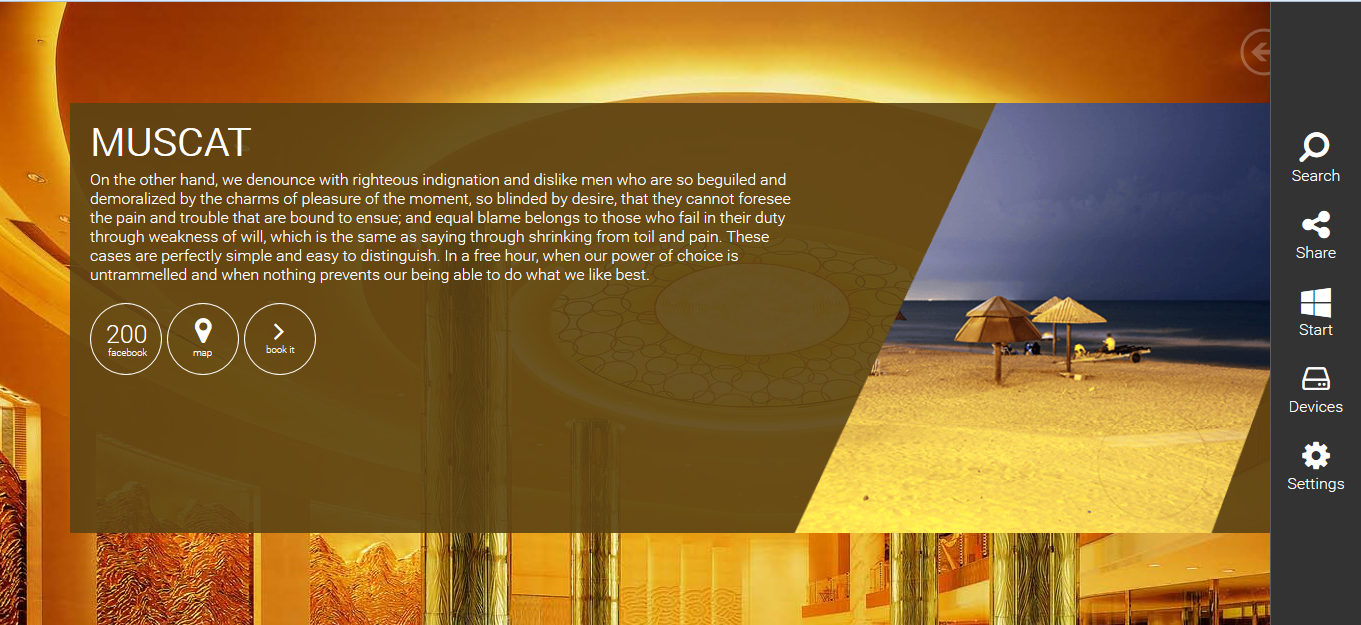 MUSCAT
On the other hand, we denounce with righteous indignation and dislike men who are so beguiled and
demoralized by the charms of pleasure of the moment, so blinded by desire, that they cannot foresee
the pain and trouble that are bound to ensue; and equal blame belongs to those who fail in their duty
through weakness of will, which is the same as saying through shrinking from toil and pain. These
cases are perfectly simple and easy to distinguish. In a free hour, when our power of choice is
untrammelled and when nothing prevents our being able to do what we like best.
200
facebook
map
book it
Search
Share
Start
Devices
Settings